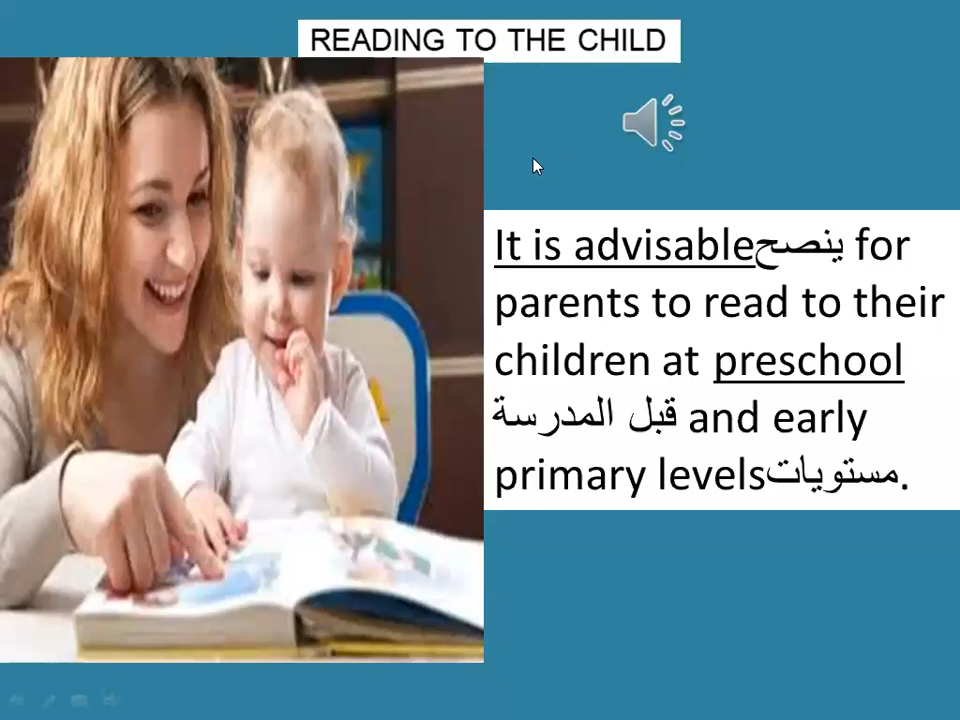 READING TO THE CHILD
It is advisableينصح for
parents to read to their
children at preschool
قبل المدرسة and early
primary levelsمستويات.